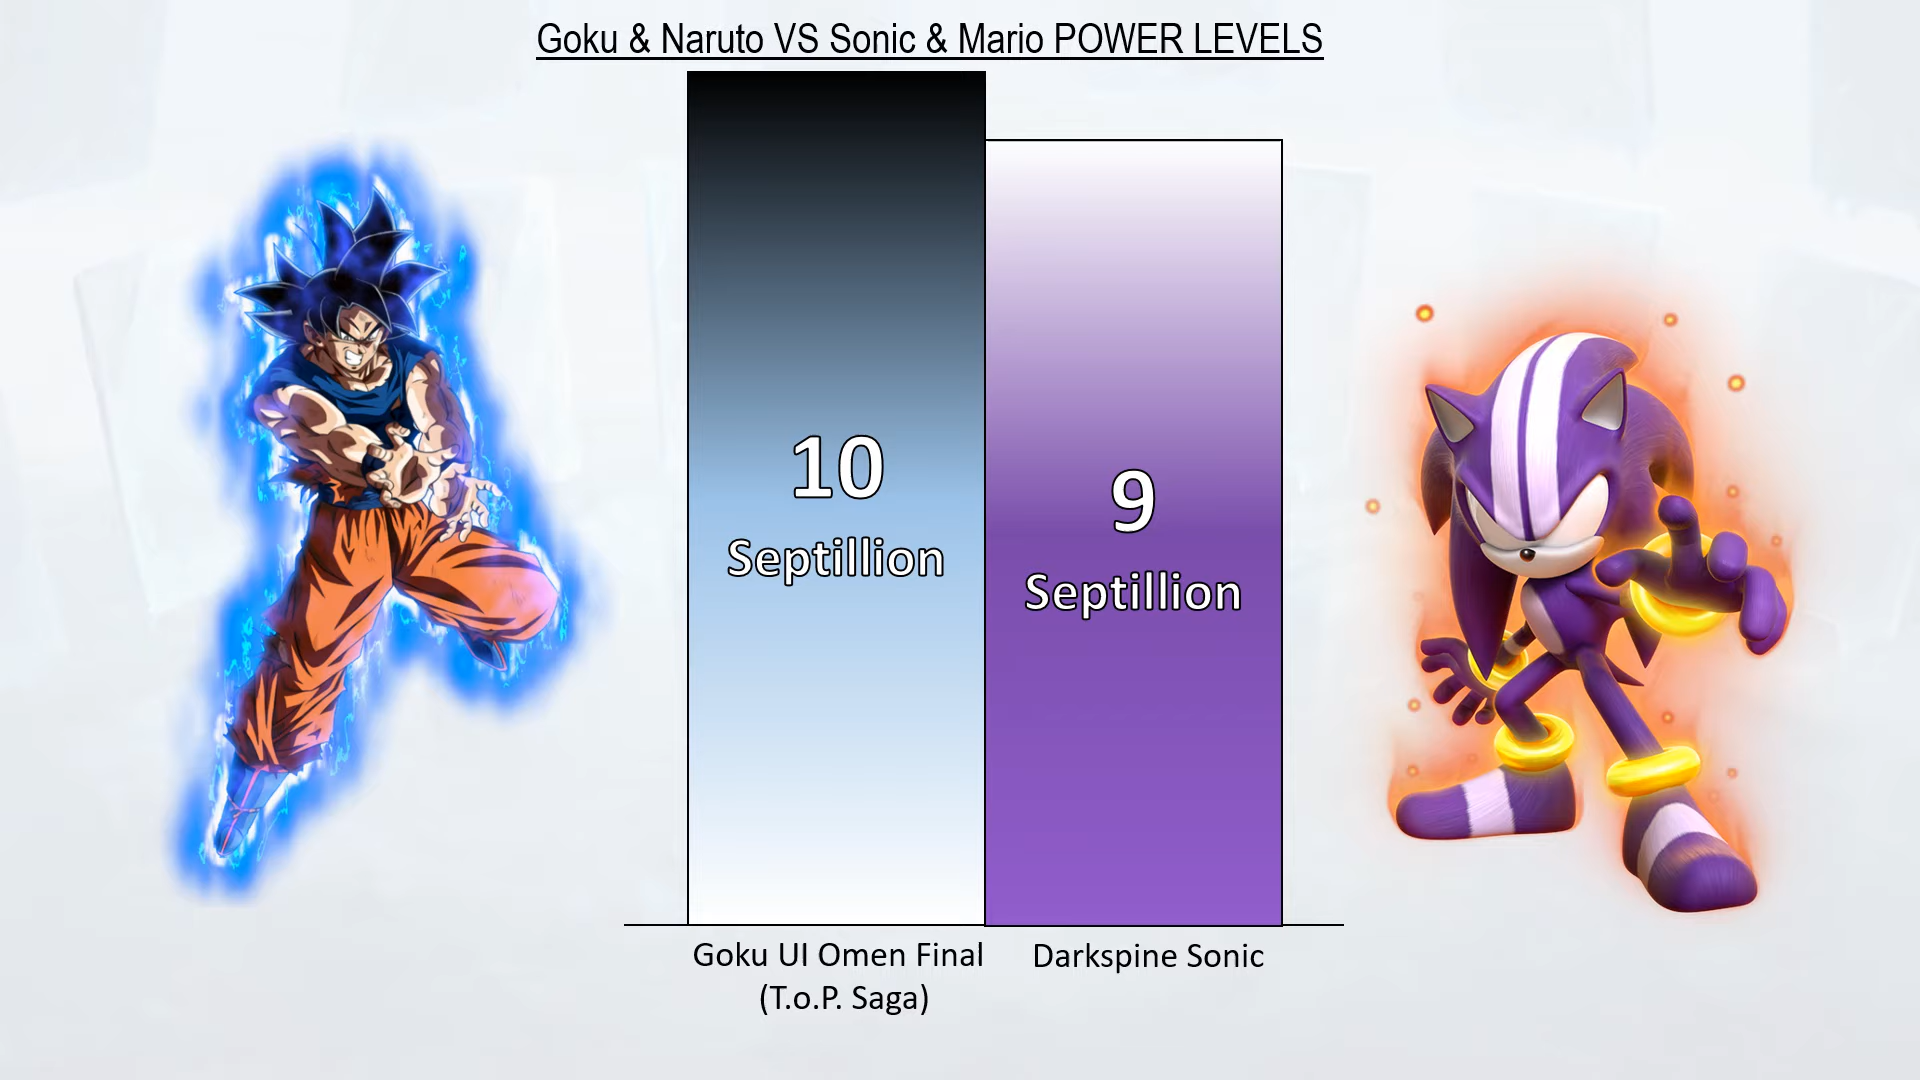 Goku & Naruto VS Sonic & Mario POWER LEVELS
10
Septillion
9
Septillion
Goku UI Omen Final
(T.o.P. Saga)
Darkspine Sonic